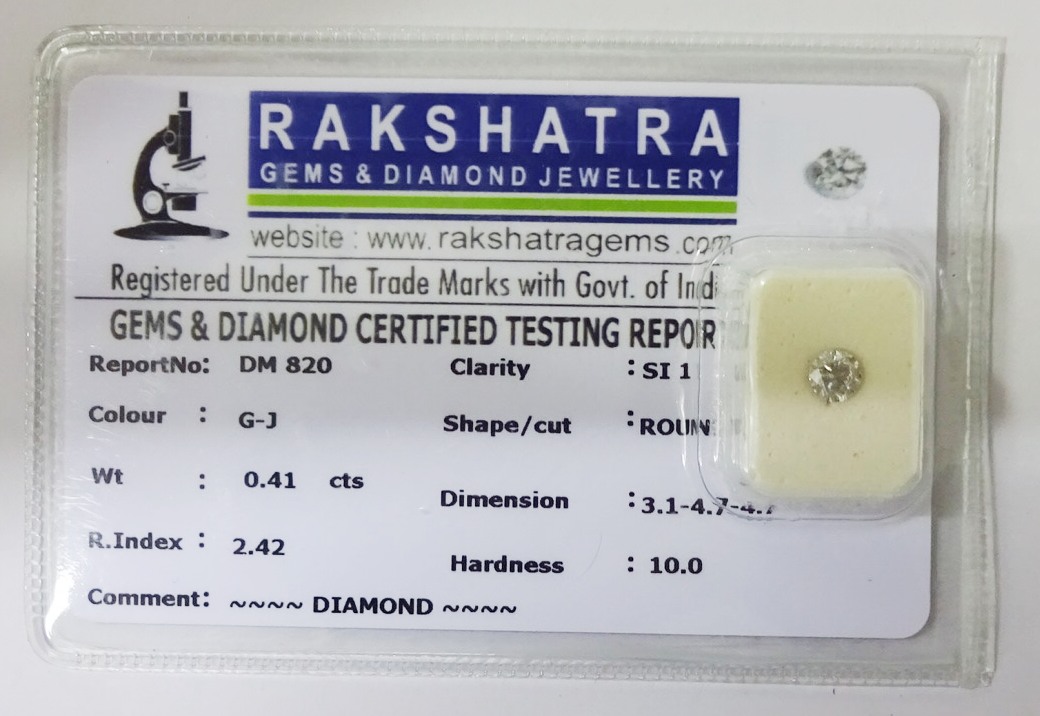 RAKSHATRA
GEMS & DIAMOND JEWELLERY
website : www.rakshatragems.com
Registered Under The Trade Marks with Govt. of Indi
GEMS & DIAMOND CERTIFIED TESTING REPORT
ReportNo: DM 820 Clarity : SI 1
Colour : G-J Shape/cut : ROUN
Wt : 0.41 cts Dimension : 3.1-4.7-4.7
R.Index : 2.42 Hardness : 10.0
Comment: ~~~~ DIAMOND ~~~~